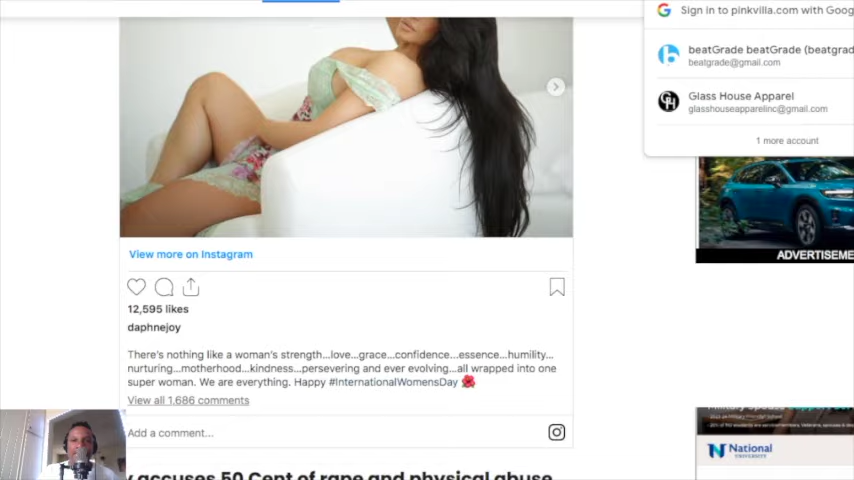 Sign in to pinkvilla.com with Goog
beatGrade beatGrade (beatgrad
beatgrade@gmail.com
Glass House Apparel
glasshouseapparelinc@gmail.com
1 more account
ADVERTISEME
View more on Instagram
12,595 likes
daphnejoy
There's nothing like a woman's strength...love...grace...confidence...essence...humility...
nurturing...motherhood...kindness...persevering and ever evolving...all wrapped into one
super woman. We are everything. Happy #InternationalWomensDay
View all 1,686 comments
Add a comment...
National
UNIVERSITY
y accuses 50 Cent of rape and physical abuse